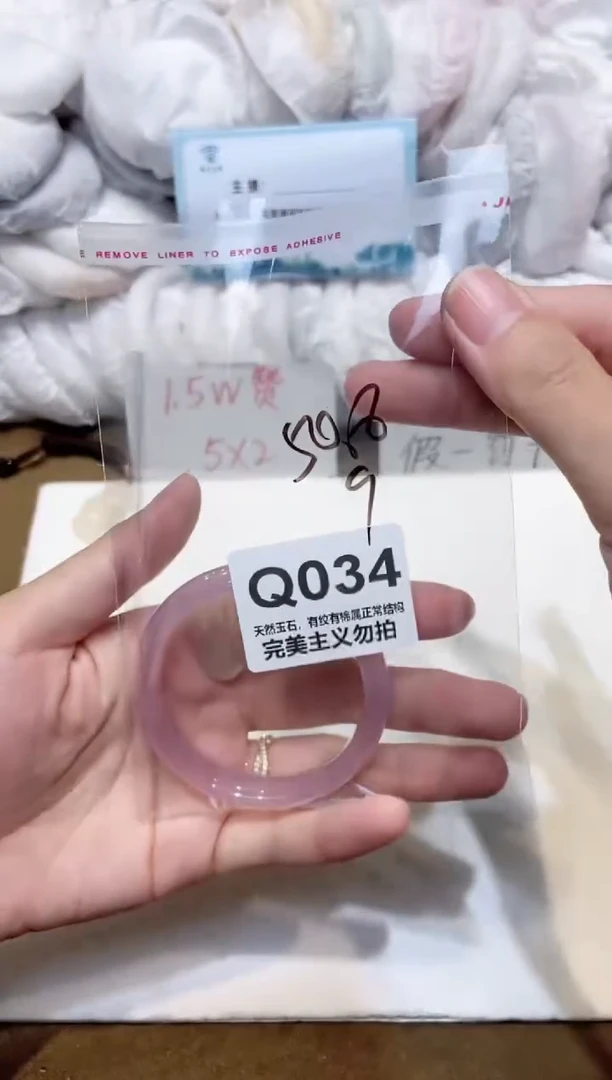 主播
REMOVE LINER TO EXPOSE ADHESIVE
1.5W赞
5X2
假一
9
Q034
天然玉石，有纹有棉属正常结构
完美主义勿拍